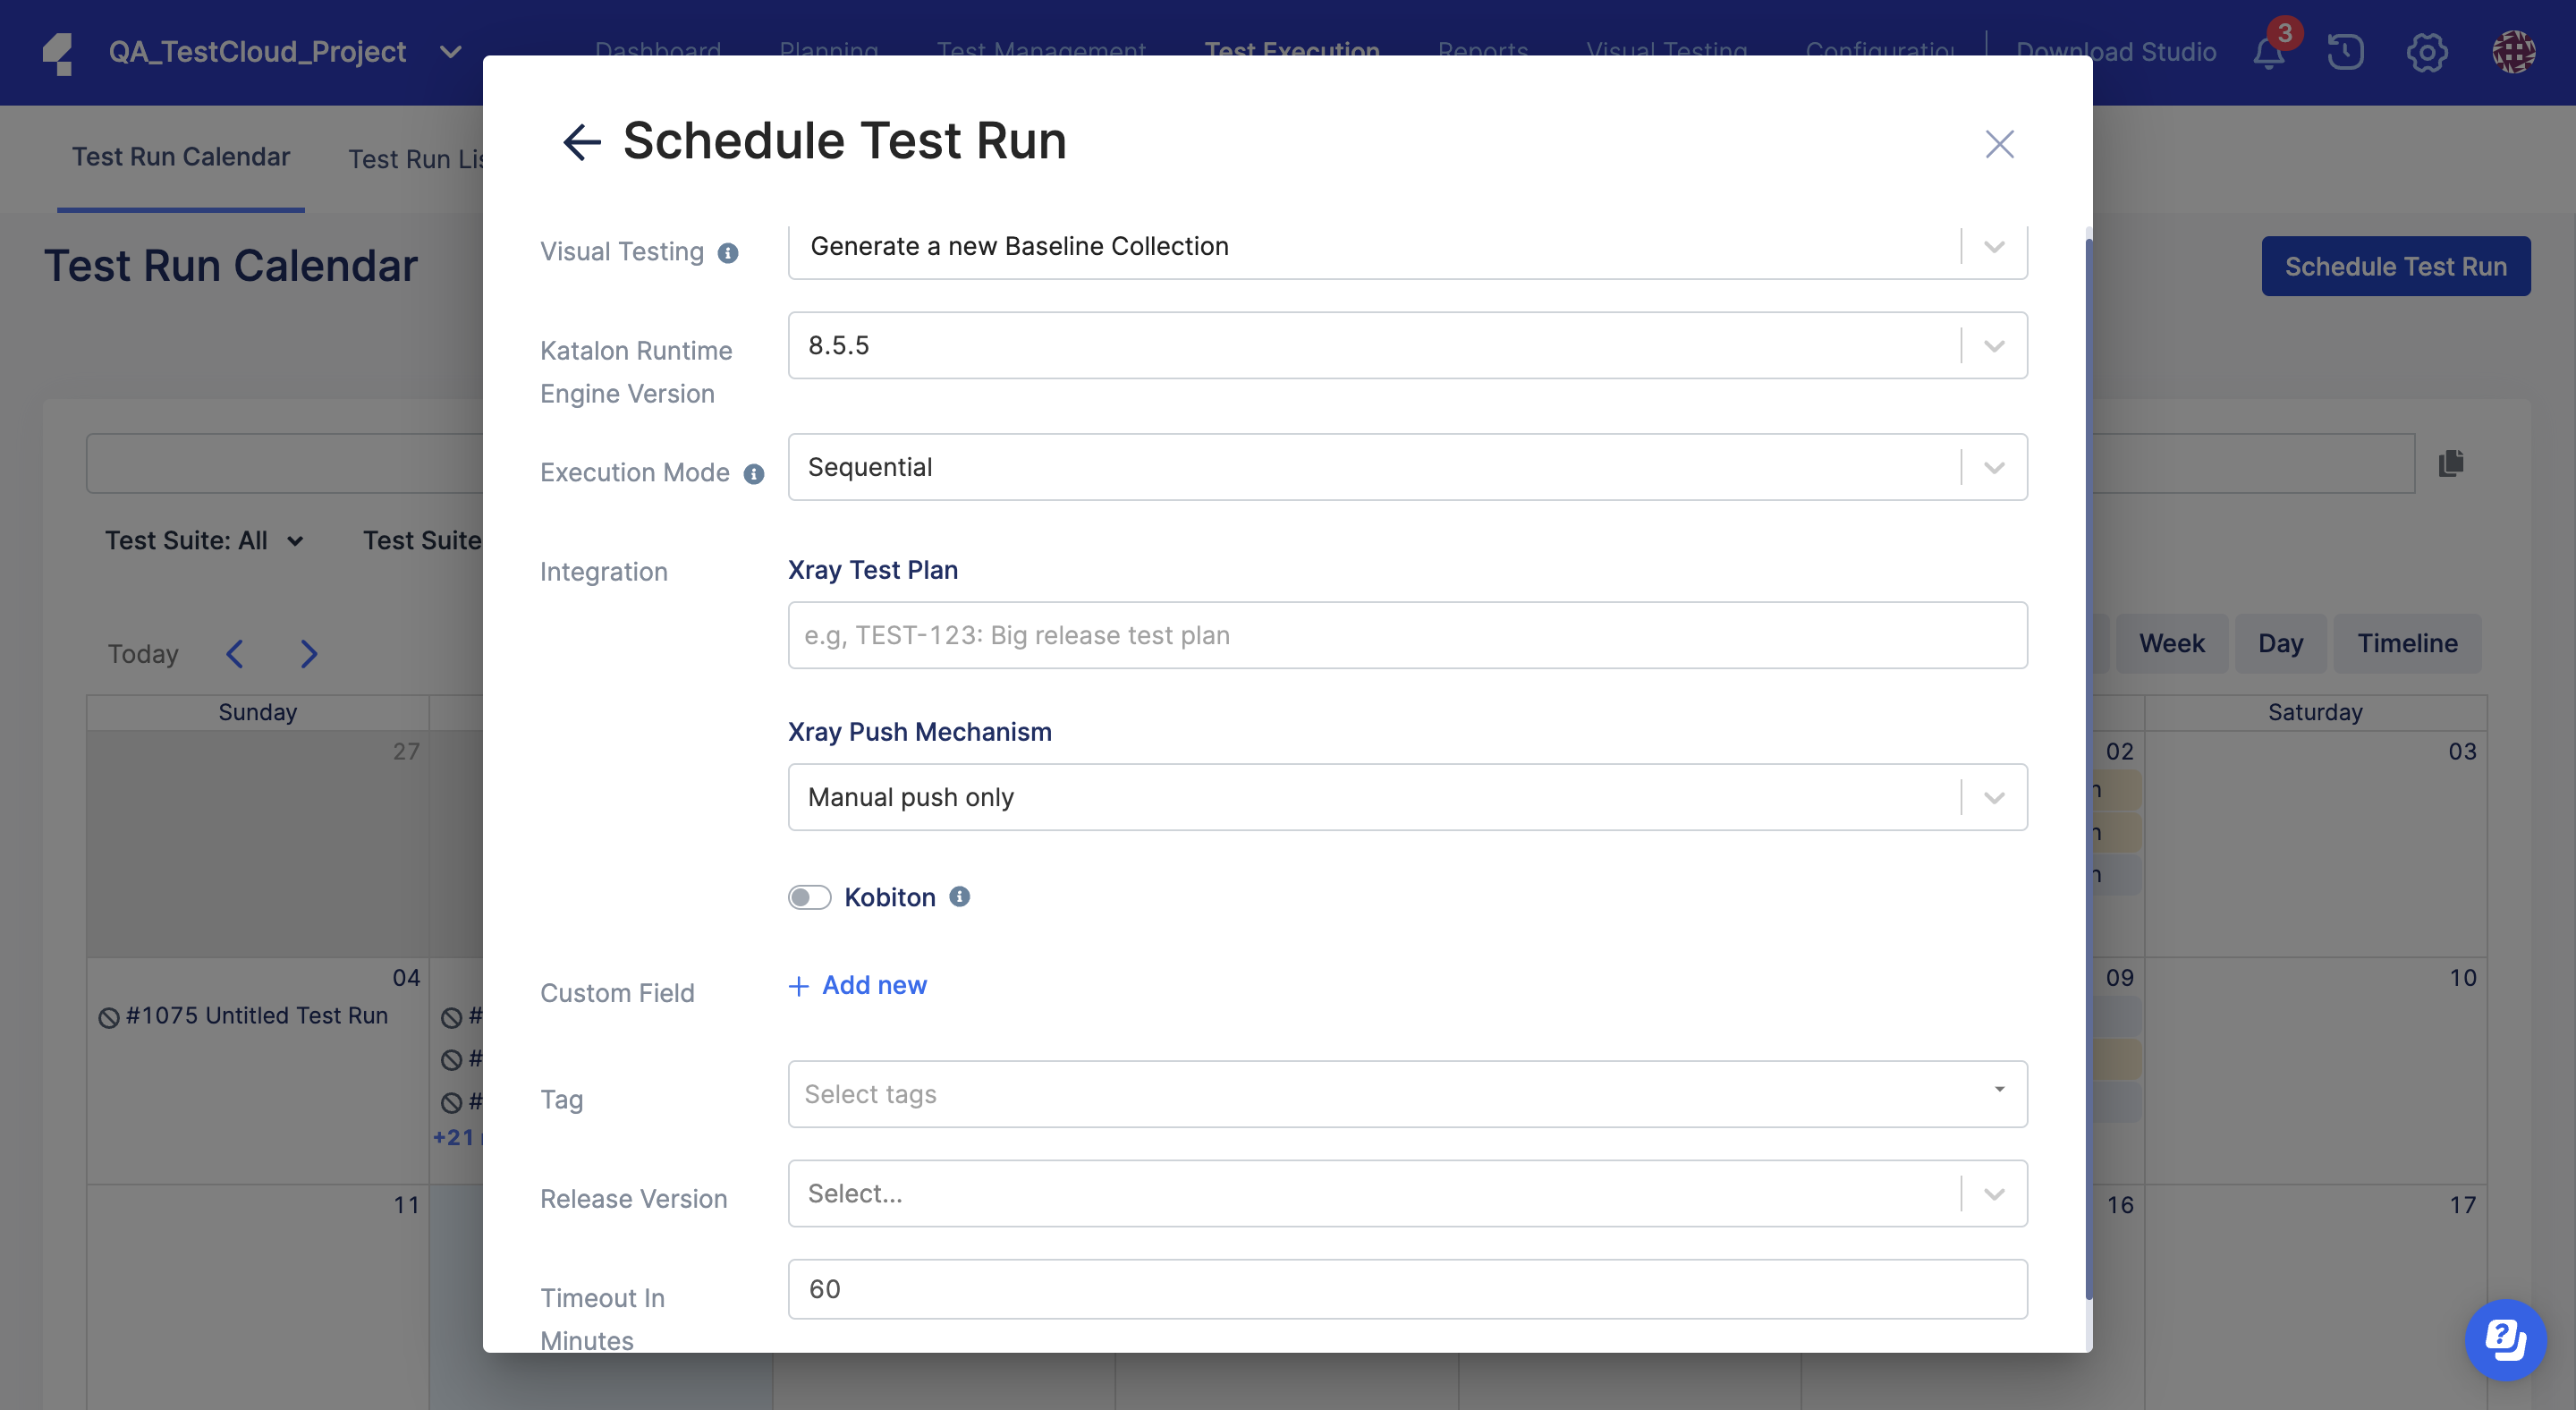 QA_TestCloud_Project
Dashboard
Planning
Test Management
Test Execution
Reports
Visual Testing
Download Studio
3
Test Run Calendar
Test Run
Test Run Calendar
Schedule Test Run
Test Suite: All
Test Suite
Today
Week
Day
Timeline
Sunday
Saturday
27
02
03
04
09
10
#1075 Untitled Test Run
#
#
#
+21
11
16
17
Schedule Test Run
Visual Testing
Generate a new Baseline Collection
Katalon Runtime
Engine Version
8.5.5
Execution Mode
Sequential
Integration
Xray Test Plan
e.g, TEST-123: Big release test plan
Xray Push Mechanism
Manual push only
Kobiton
Custom Field
+ Add new
Tag
Select tags
Release Version
Select...
Timeout In
Minutes
60